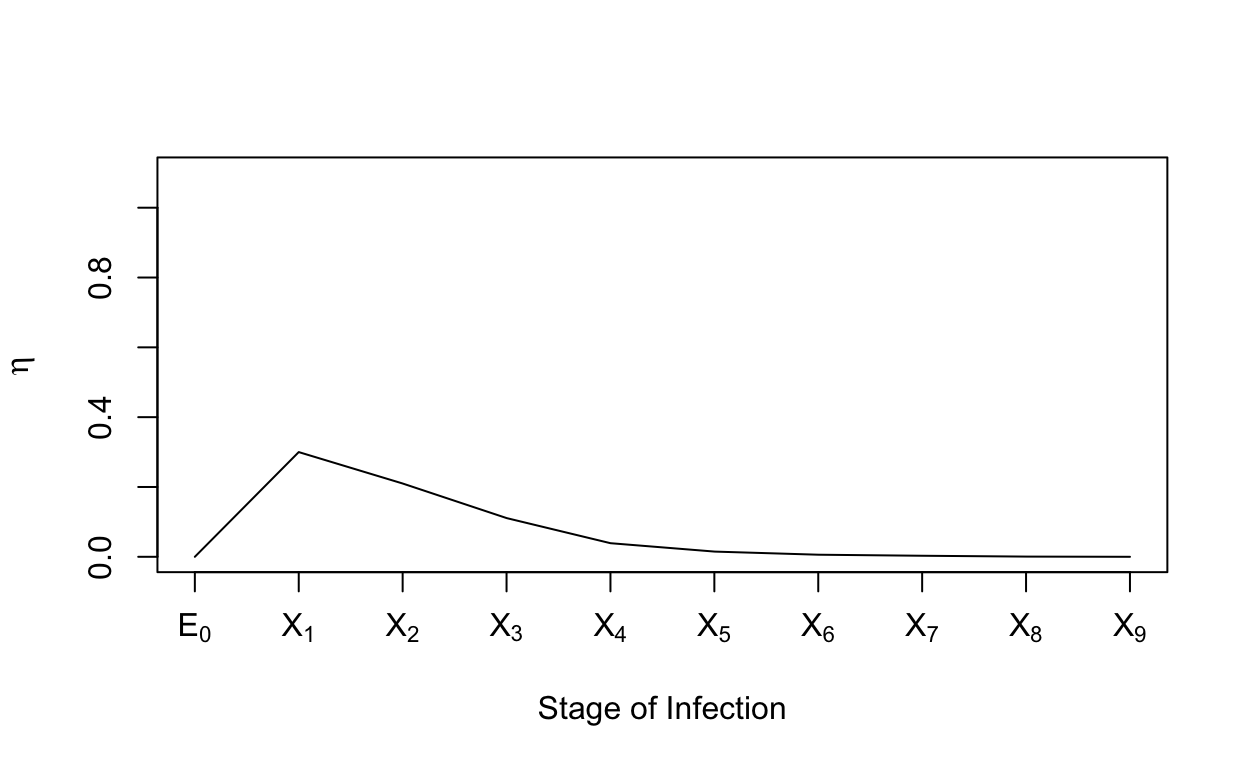 0.8
η
0.4
0.0
E₀ X₁ X₂ X₃ X₄ X₅ X₆ X₇ X₈ X₉
Stage of Infection